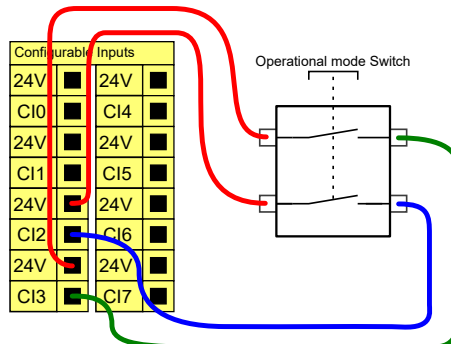 Configurable Inputs
Operational mode Switch
24V 24V
CI0 CI4
24V 24V
CI1 CI5
24V 24V
CI2 CI6
24V 24V
CI3 CI7